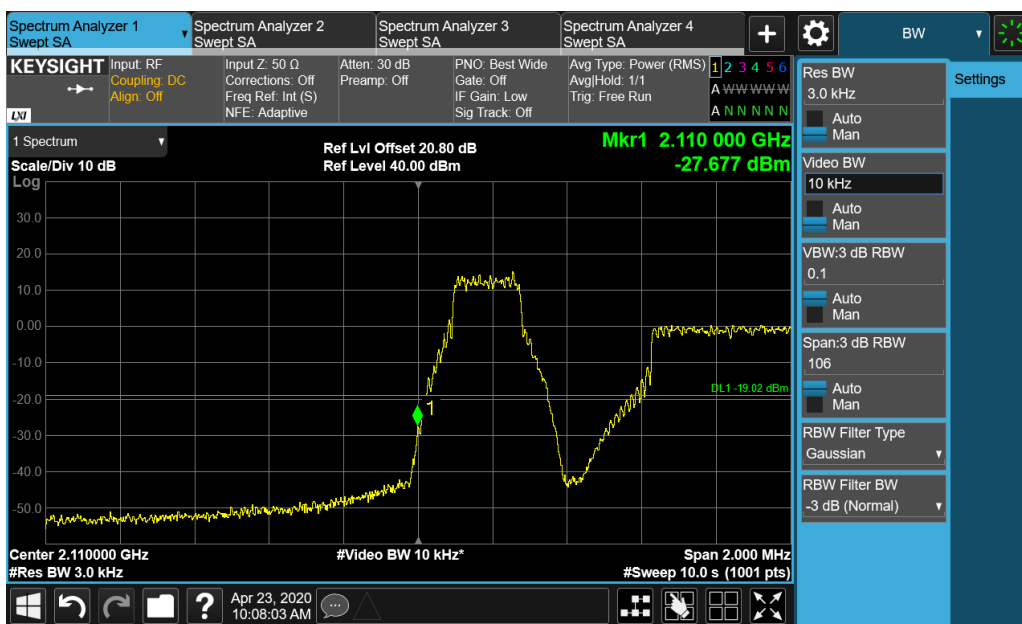 Spectrum Analyzer 1
Swept SA
Spectrum Analyzer 2
Swept SA
Spectrum Analyzer 3
Swept SA
Spectrum Analyzer 4
Swept SA
+
BW
KEYSIGHT
LXI
Input: RF
Coupling: DC
Align: Off
Input Z: 50 Ω
Corrections: Off
Freq Ref: Int (S)
NFE: Adaptive
Atten: 30 dB
Preamp: Off
PNO: Best Wide
Gate: Off
IF Gain: Low
Sig Track: Off
Avg Type: Power (RMS)
Avg|Hold: 1/1
Trig: Free Run
1 2 3 4 5 6
A W W W W W
A N N N N N
1 Spectrum
Scale/Div 10 dB
Ref Lvl Offset 20.80 dB
Ref Level 40.00 dBm
Mkr1 2.110 000 GHz
-27.677 dBm
Log
30.0
20.0
10.0
0.00
-10.0
-20.0
-30.0
-40.0
-50.0
1
DL1 -19.02 dBm
Center 2.110000 GHz
#Video BW 10 kHz*
Span 2.000 MHz
#Res BW 3.0 kHz
#Sweep 10.0 s (1001 pts)
Res BW
3.0 kHz
Auto
Man
Video BW
10 kHz
Auto
Man
VBW:3 dB RBW
0.1
Auto
Man
Span:3 dB RBW
106
Auto
Man
RBW Filter Type
Gaussian
RBW Filter BW
-3 dB (Normal)
Settings
?
Apr 23, 2020
10:08:03 AM